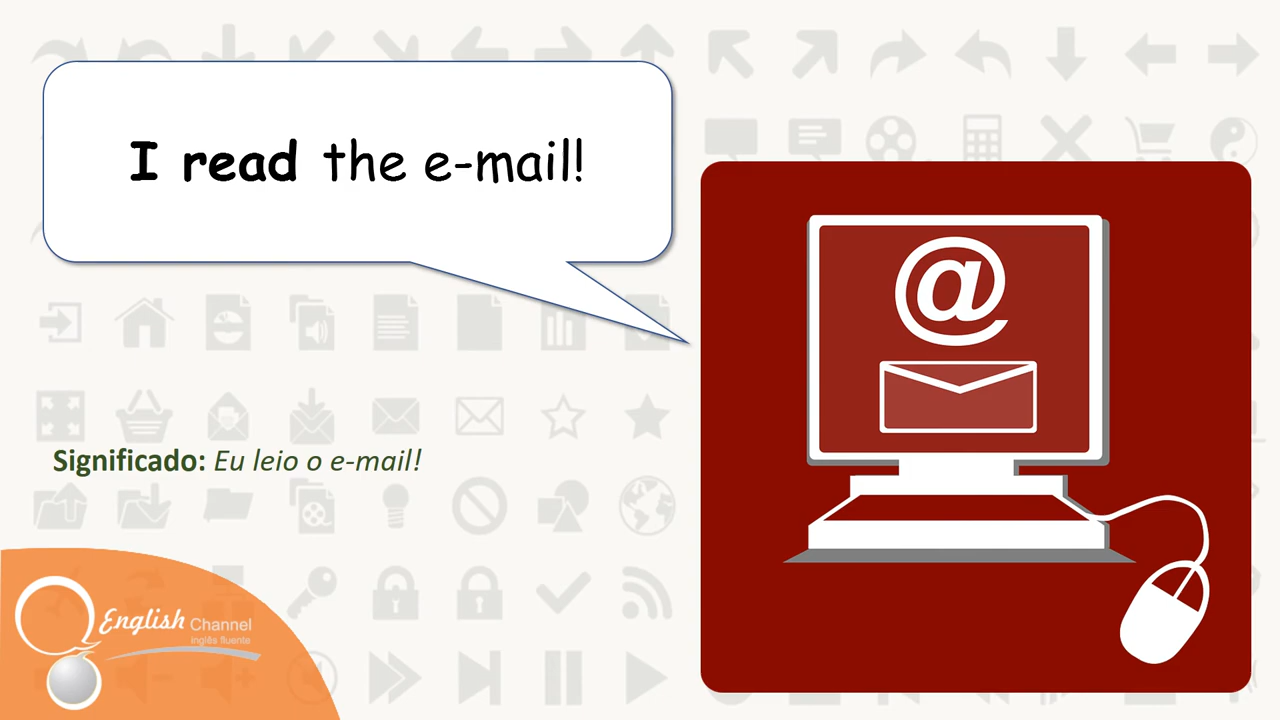 I read the e-mail!
@
Significado: Eu leio o e-mail!
English Channel
inglês fluente